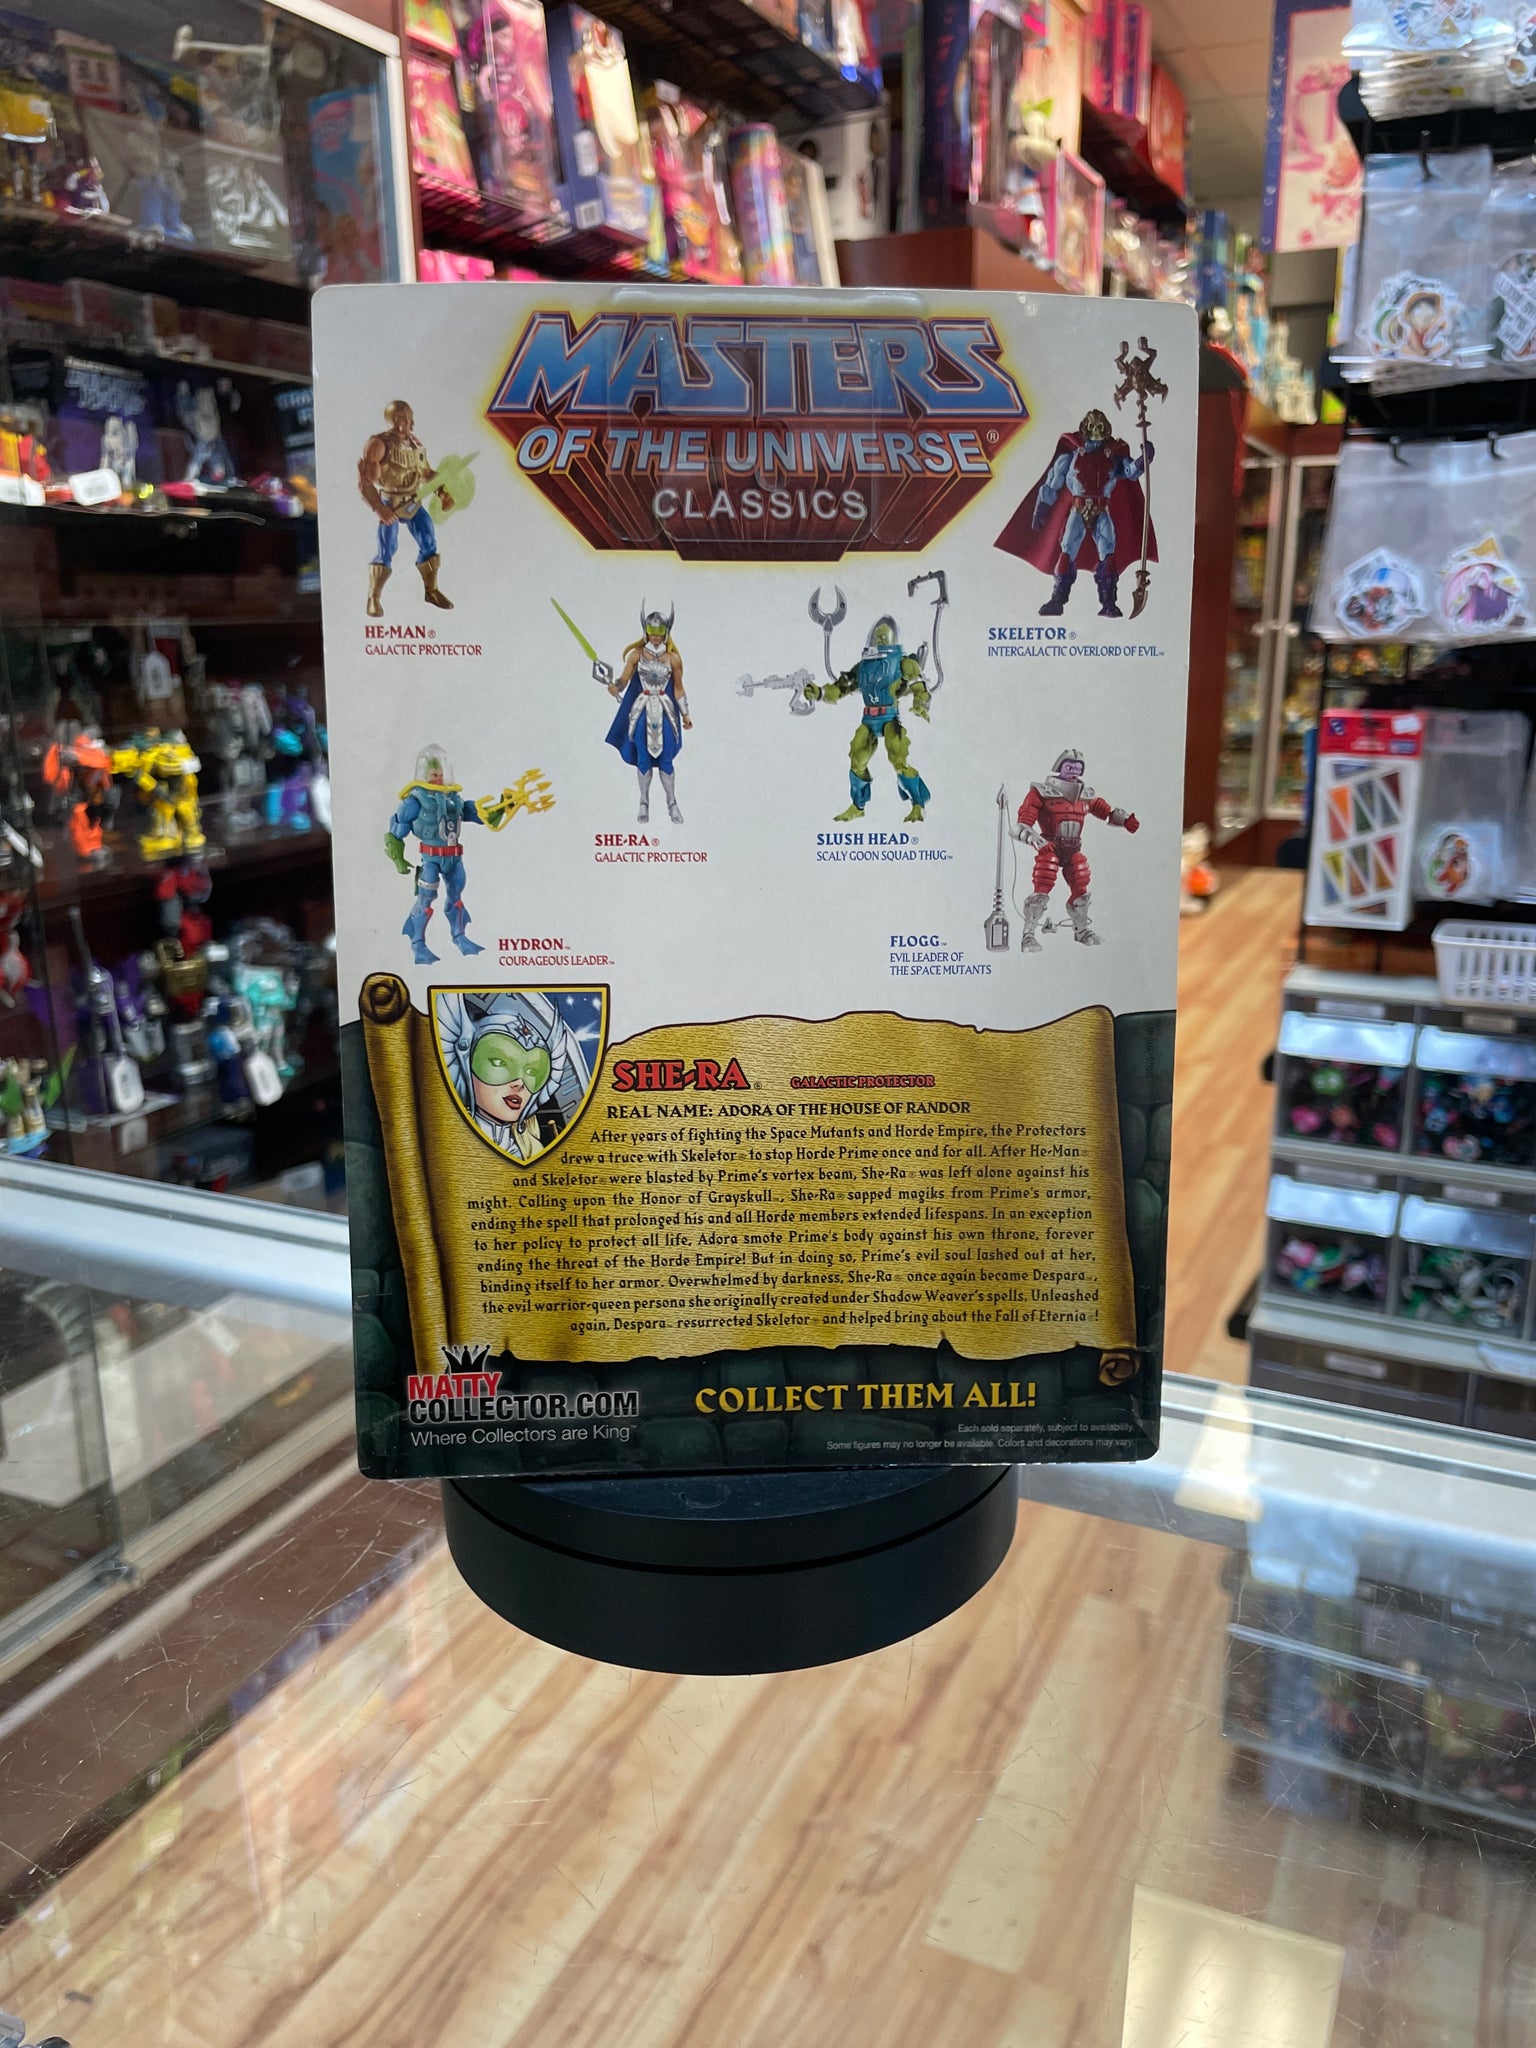 MASTERS
OF THE UNIVERSE®
CLASSICS
HE-MAN®
GALACTIC PROTECTOR
SKELETOR®
INTERGALACTIC OVERLORD OF EVIL™
SHE-RA®
GALACTIC PROTECTOR
SLUSH HEAD®
SCALY GOON SQUAD THUG™
HYDRON™
COURAGEOUS LEADER™
FLOGG™
EVIL LEADER OF
THE SPACE MUTANTS
SHE-RA® GALACTIC PROTECTOR
REAL NAME: ADORA OF THE HOUSE OF RANDOR
After years of fighting the Space Mutants and Horde Empire, the Protectors
drew a truce with Skeletor® to stop Horde Prime once and for all. After He-Man®
and Skeletor® were blasted by Prime's vortex beam, She-Ra® was left alone against his
might. Calling upon the Honor of Grayskull™, She-Ra® sapped magiks from Prime's armor,
ending the spell that prolonged his and all Horde members extended lifespans. In an exception
to her policy to protect all life, Adora smote Prime's body against his own throne, forever
ending the threat of the Horde Empire! But in doing so, Prime's evil soul lashed out at her,
binding itself to her armor. Overwhelmed by darkness, She-Ra® once again became Despara™,
the evil warrior-queen persona she originally created under Shadow Weaver's spells. Unleashed
again, Despara™ resurrected Skeletor® and helped bring about the Fall of Eternia®!
MATTY
COLLECTOR.COM
Where Collectors are King™
COLLECT THEM ALL!
Each sold separately, subject to availability.
Some figures may no longer be available. Colors and decorations may vary.